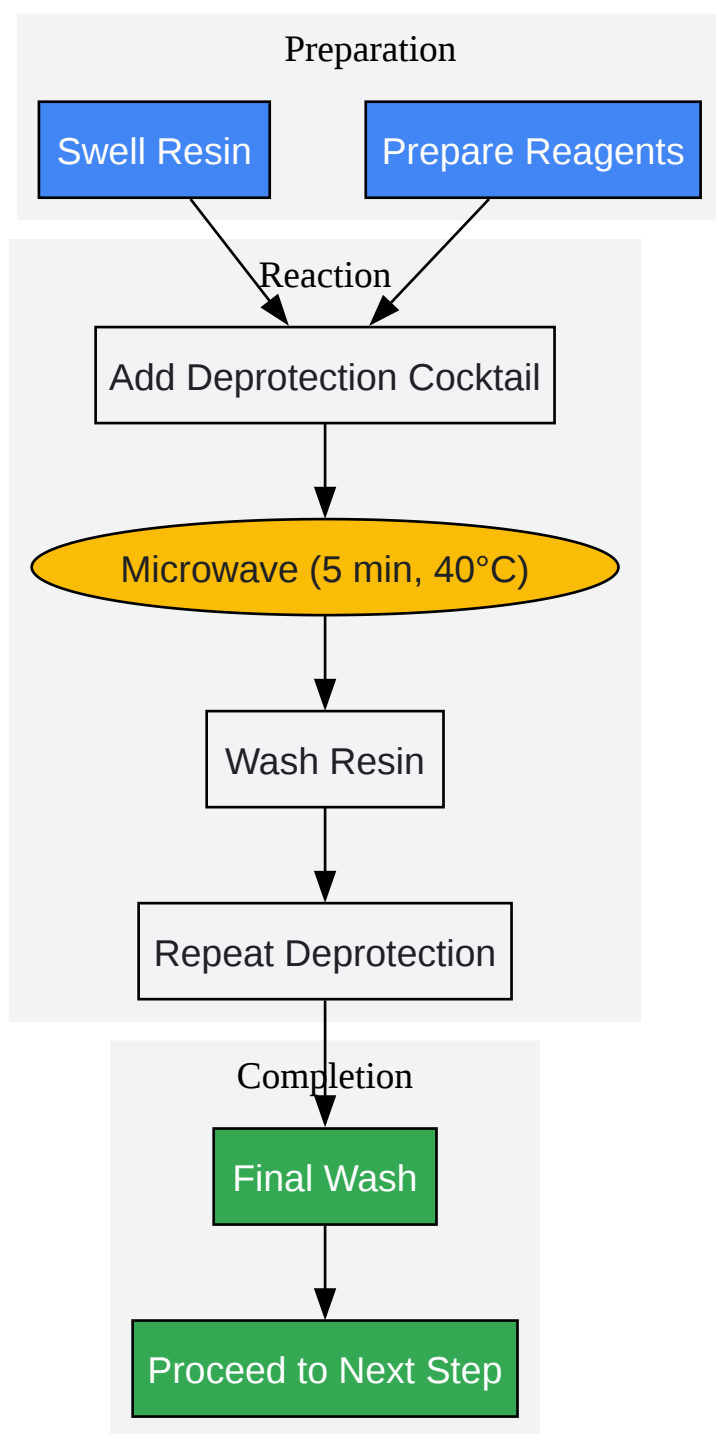 Preparation
Swell Resin
Prepare Reagents
Reaction
Add Deprotection Cocktail
Microwave (5 min, 40°C)
Wash Resin
Repeat Deprotection
Completion
Final Wash
Proceed to Next Step